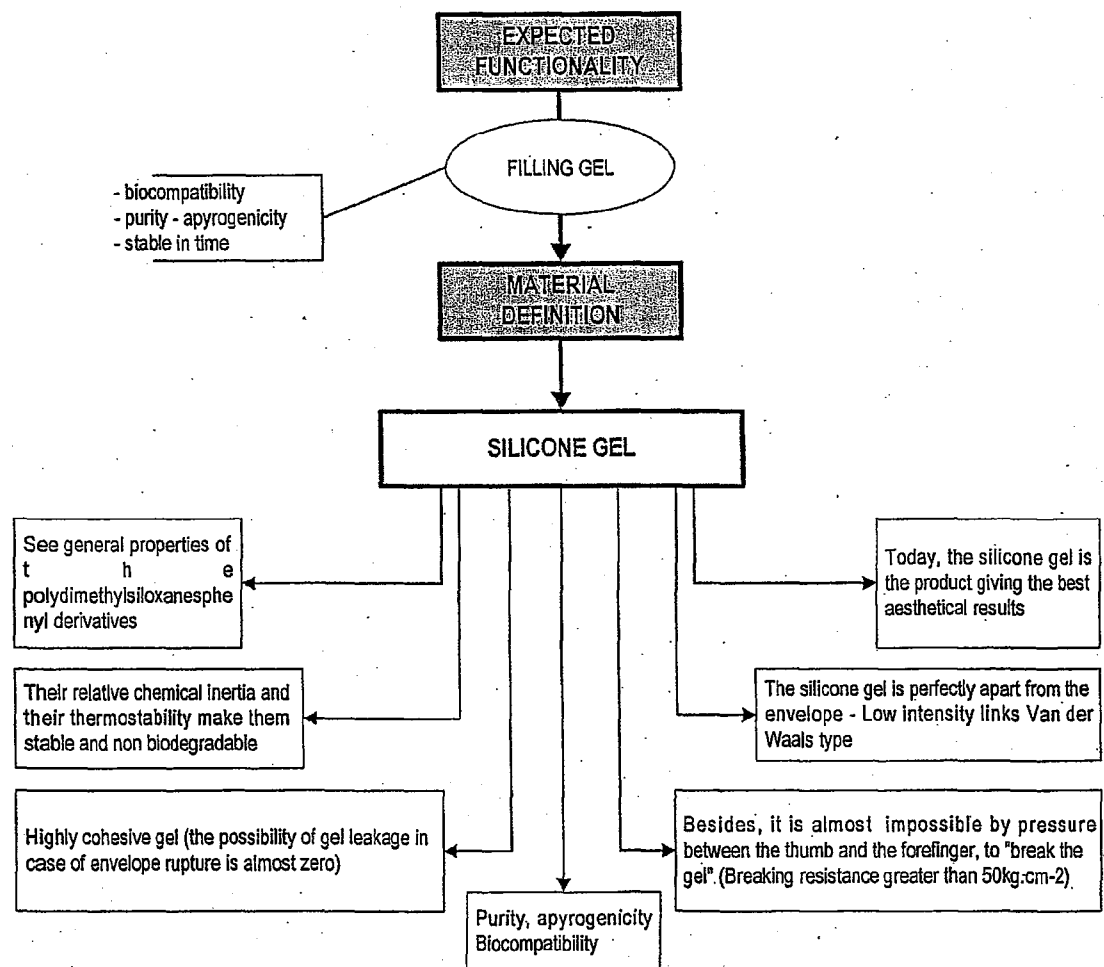 EXPECTED
FUNCTIONALITY
FILLING GEL
- biocompatibility
- purity - apyrogenicity
- stable in time
MATERIAL
DEFINITION
SILICONE GEL
See general properties of
t h e
polydimethylsiloxanesphe
nyl derivatives
Today, the silicone gel is
the product giving the best
aesthetical results
Their relative chemical inertia and
their thermostability make them
stable and non biodegradable
The silicone gel is perfectly apart from the
envelope - Low intensity links Van der
Waals type
Highly cohesive gel (the possibility of gel leakage in
case of envelope rupture is almost zero)
Besides, it is almost impossible by pressure
between the thumb and the forefinger, to "break the
gel". (Breaking resistance greater than 50kg.cm-2)
Purity, apyrogenicity
Biocompatibility